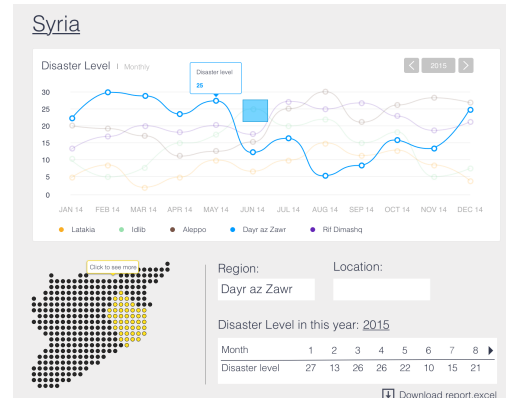 Syria
Disaster Level | Monthly
2015
Disaster level
25
30
25
20
15
10
5
0
JAN 14 FEB 14 MAR 14 APR 14 MAY 14 JUN 14 JUL 14 AUG 14 SEP 14 OCT 14 NOV 14 DEC 14
Latakia Idlib Aleppo Dayr az Zawr Rif Dimashq
Click to see more
Region: Location:
Dayr az Zawr
Disaster Level in this year: 2015
Month 1 2 3 4 5 6 7 8
Disaster level 27 13 26 26 22 10 15 21
Download report.excel